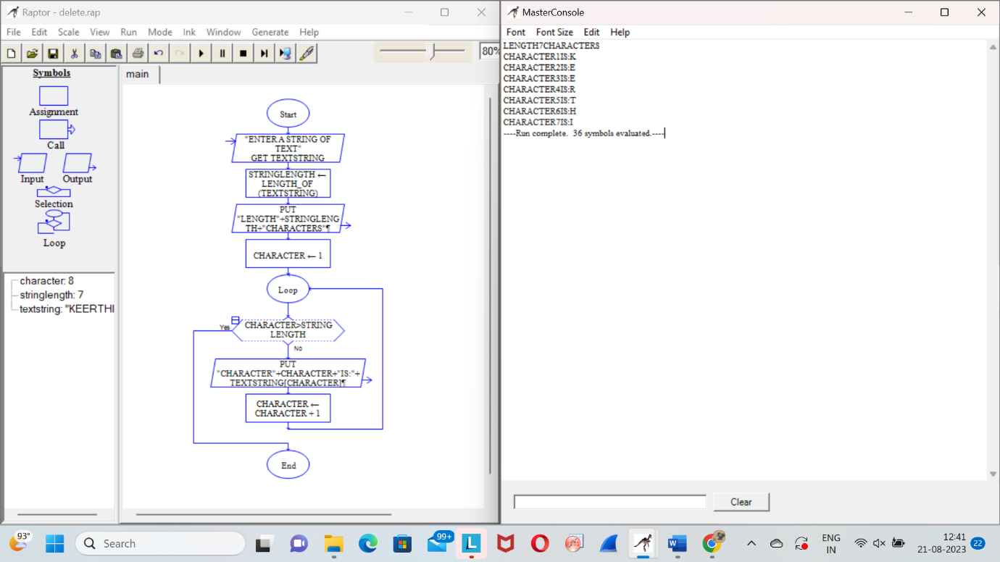 Raptor - delete.rap
File Edit Scale View Run Mode Ink Window Generate Help
80%
Symbols
Assignment
Call
Input Output
Selection
Loop
character: 8
stringlength: 7
textstring: "KEERTHI
main
Start
"ENTER A STRING OF
TEXT"
GET TEXTSTRING
STRINGLENGTH ←
LENGTH_OF
(TEXTSTRING)
PUT
"LENGTH"+STRINGLENG
TH+"CHARACTERS"¶
CHARACTER ← 1
Loop
Yes
CHARACTER>STRING
LENGTH
No
PUT
"CHARACTER"+CHARACTER+"IS:"+
TEXTSTRING[CHARACTER]¶
CHARACTER ←
CHARACTER + 1
End
MasterConsole
Font Font Size Edit Help
LENGTH7CHARACTERS
CHARACTER1IS:K
CHARACTER2IS:E
CHARACTER3IS:E
CHARACTER4IS:R
CHARACTER5IS:T
CHARACTER6IS:H
CHARACTER7IS:I
----Run complete.  36 symbols evaluated.----
Clear
93°
Search
99+
L
W
ENG
IN
12:41
21-08-2023
22